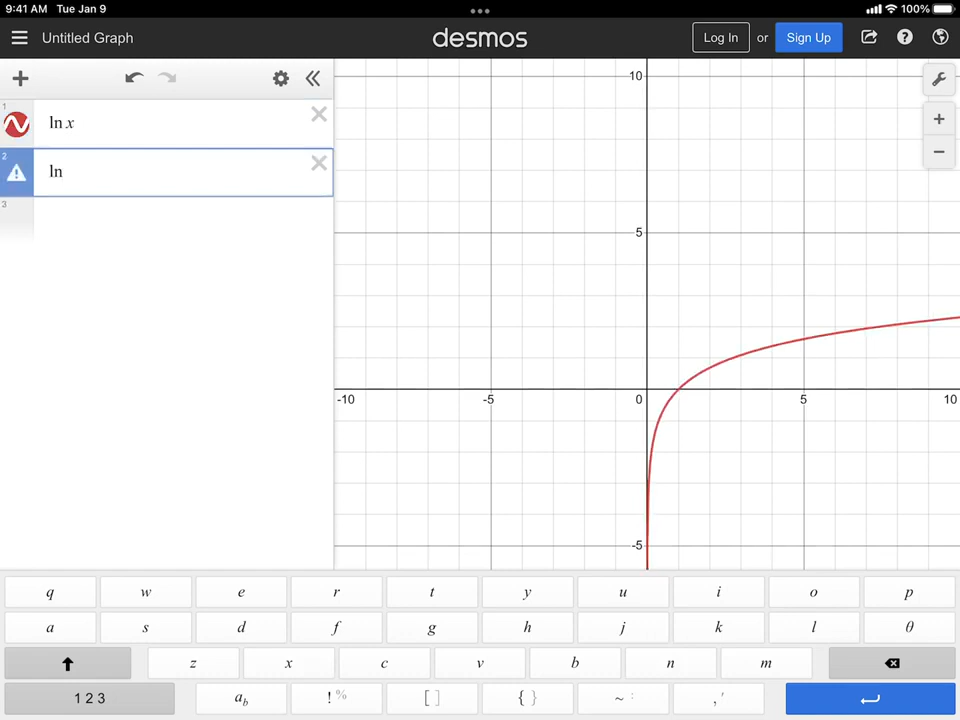 9:41 AM Tue Jan 9 100%
Untitled Graph desmos Log In or Sign Up
1 ln x
2 ln
3
10
5
-10 -5 0 5 10
-5
q w e r t y u i o p
a s d f g h j k l θ
z x c v b n m
1 2 3 a_b ! % [ ] { } ~ : , '